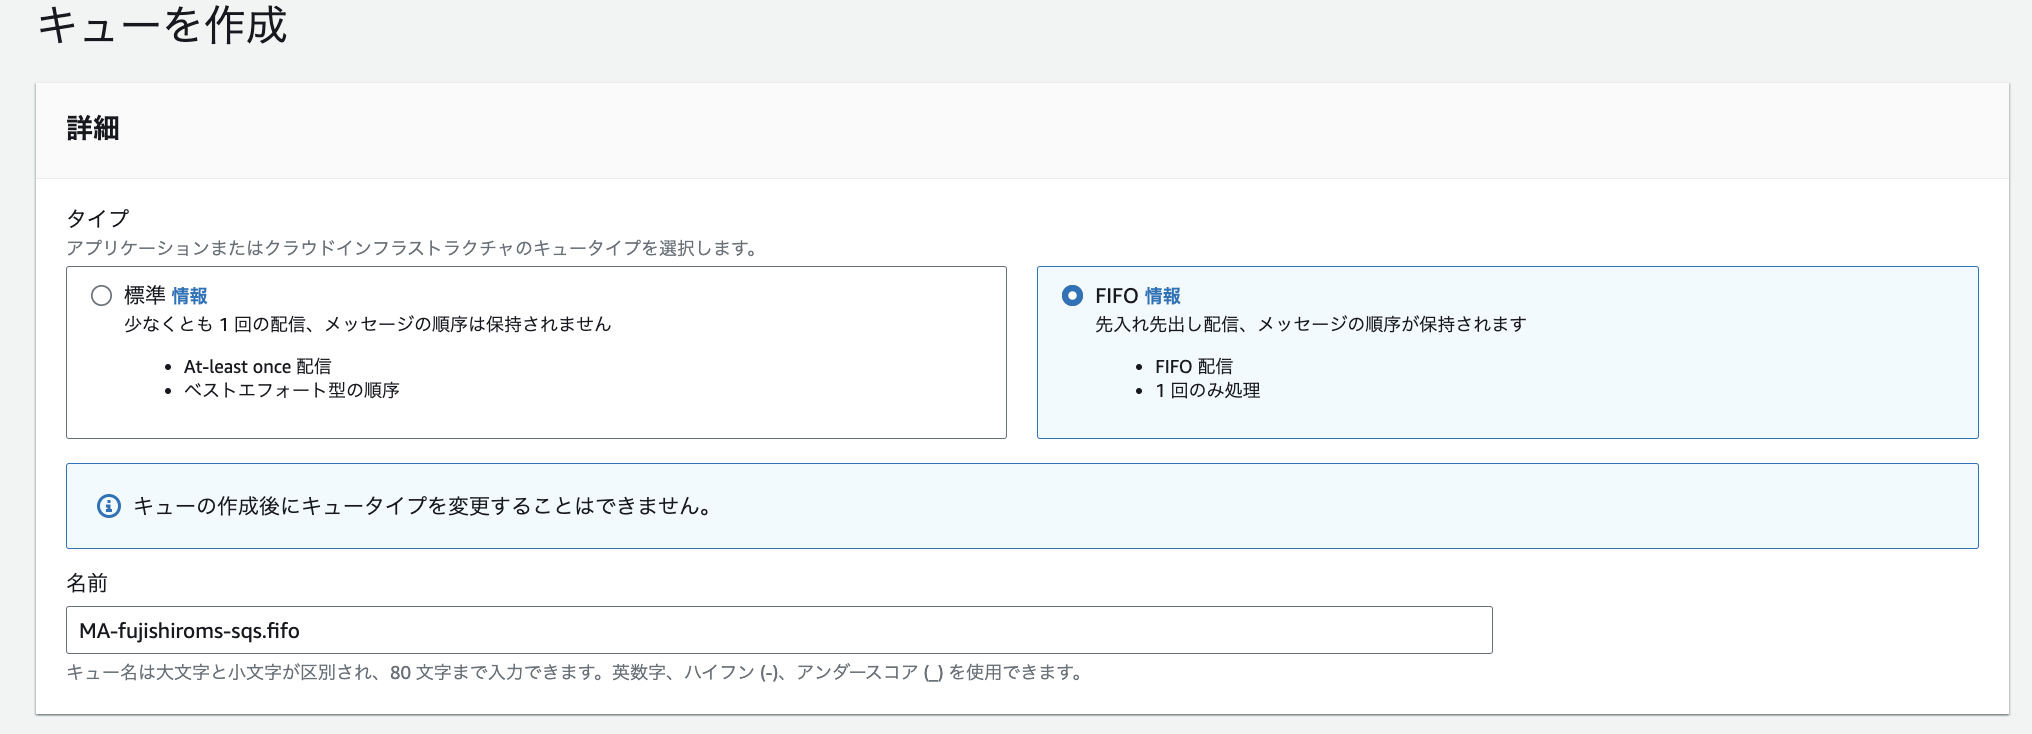 キューを作成
詳細
タイプ
アプリケーションまたはクラウドインフラストラクチャのキュータイプを選択します。
標準 情報
少なくとも 1 回の配信、メッセージの順序は保持されません
• At-least once 配信
• ベストエフォート型の順序
FIFO 情報
先入れ先出し配信、メッセージの順序が保持されます
• FIFO 配信
• 1 回のみ処理
キューの作成後にキュータイプを変更することはできません。
名前
MA-fujishiroms-sqs.fifo
キュー名は大文字と小文字が区別され、80 文字まで入力できます。英数字、ハイフン (-)、アンダースコア (_) を使用できます。